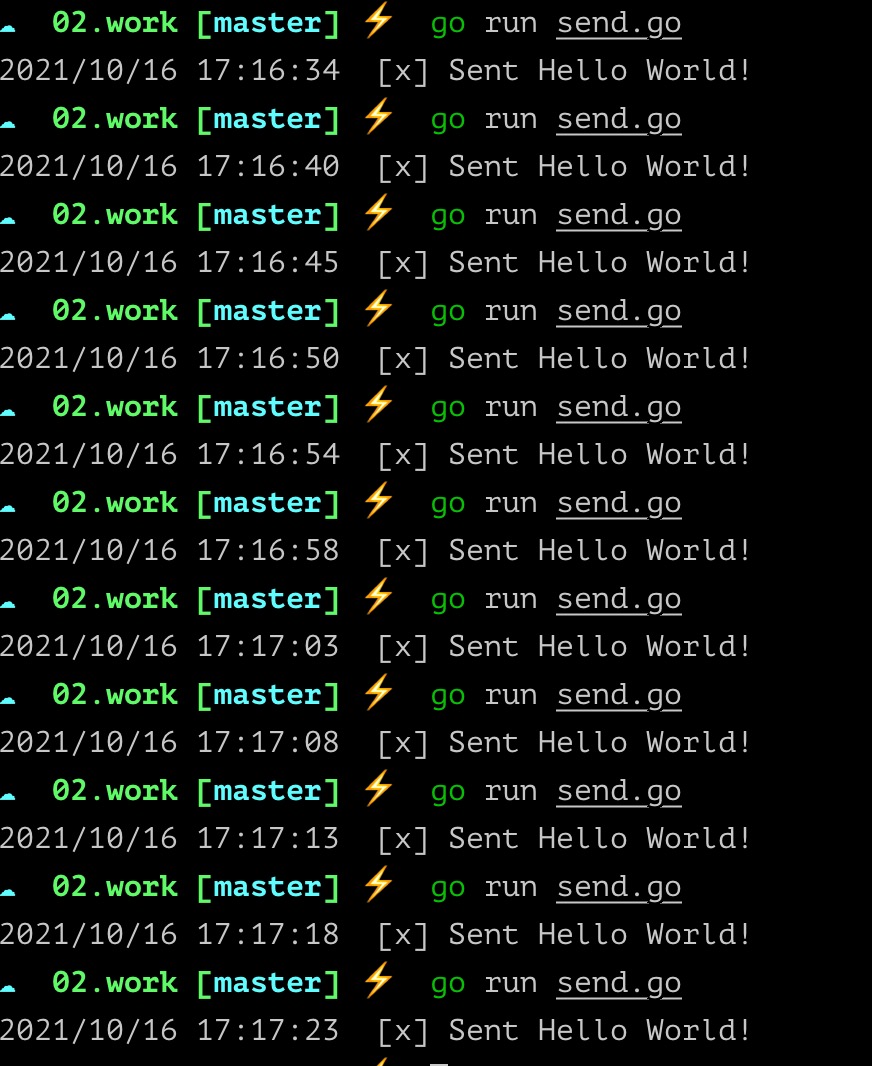 ☁ 02.work [master] ⚡ go run send.go
2021/10/16 17:16:34 [x] Sent Hello World!
☁ 02.work [master] ⚡ go run send.go
2021/10/16 17:16:40 [x] Sent Hello World!
☁ 02.work [master] ⚡ go run send.go
2021/10/16 17:16:45 [x] Sent Hello World!
☁ 02.work [master] ⚡ go run send.go
2021/10/16 17:16:50 [x] Sent Hello World!
☁ 02.work [master] ⚡ go run send.go
2021/10/16 17:16:54 [x] Sent Hello World!
☁ 02.work [master] ⚡ go run send.go
2021/10/16 17:16:58 [x] Sent Hello World!
☁ 02.work [master] ⚡ go run send.go
2021/10/16 17:17:03 [x] Sent Hello World!
☁ 02.work [master] ⚡ go run send.go
2021/10/16 17:17:08 [x] Sent Hello World!
☁ 02.work [master] ⚡ go run send.go
2021/10/16 17:17:13 [x] Sent Hello World!
☁ 02.work [master] ⚡ go run send.go
2021/10/16 17:17:18 [x] Sent Hello World!
☁ 02.work [master] ⚡ go run send.go
2021/10/16 17:17:23 [x] Sent Hello World!